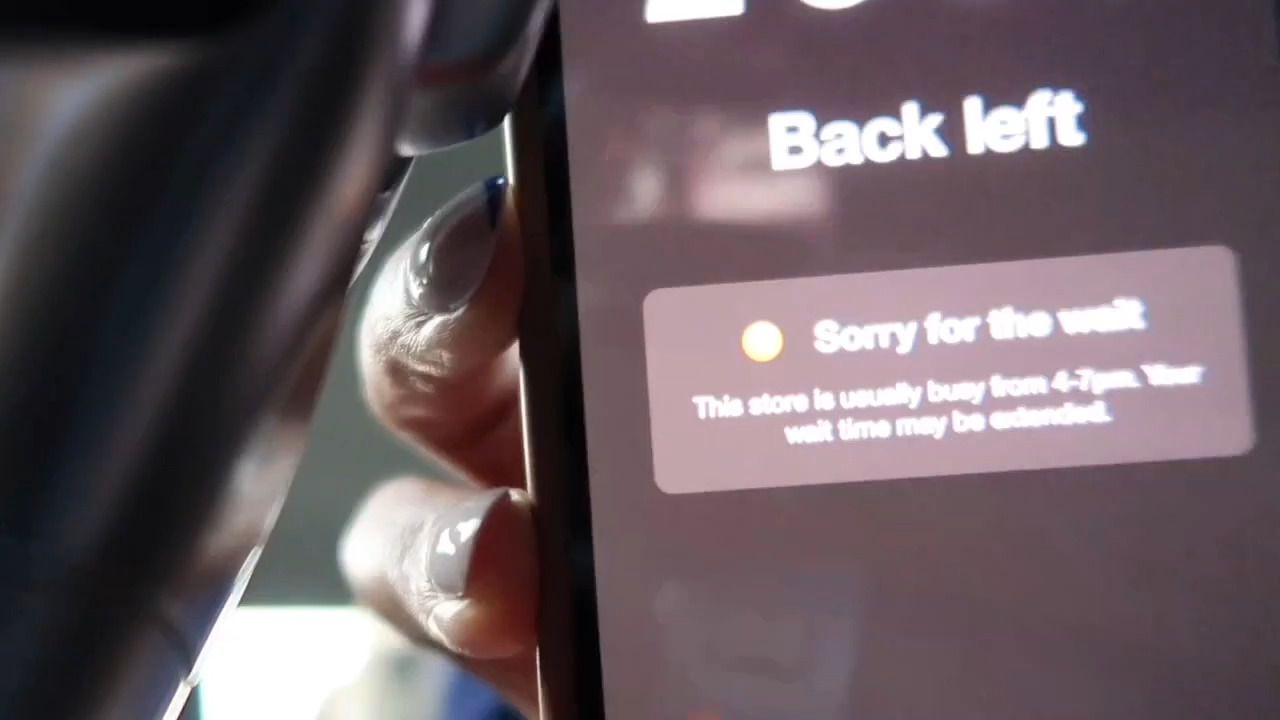 Back left
Sorry for the wait
This store is usually busy from 4-7pm. Your
wait time may be extended.